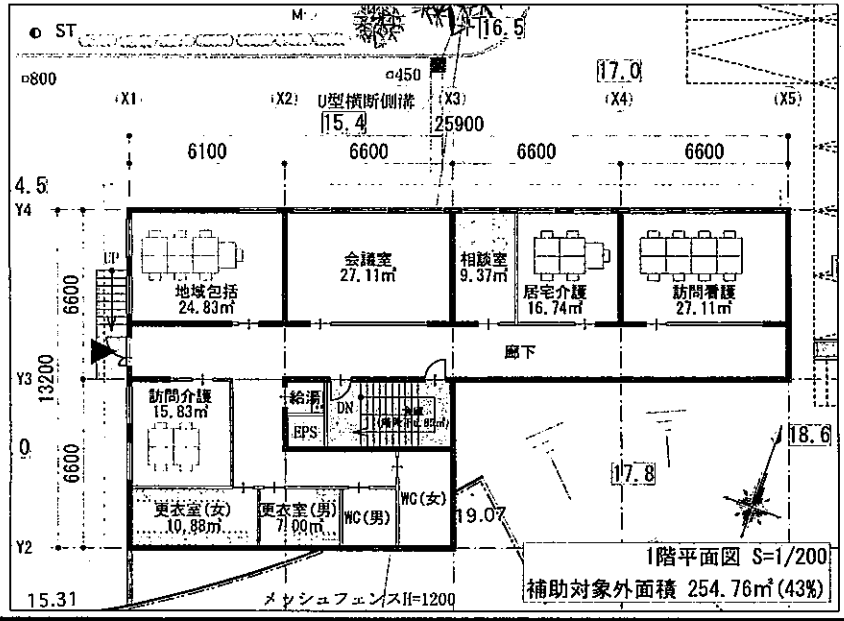 ST
16.5
□800
□450
17.0
(X1)
(X2)
U型横断側溝
(X3)
(X4)
(X5)
15.4
25900
6100
6600
6600
6600
4.5
Y4
UP
地域包括
24.83㎡
会議室
27.11㎡
相談室
9.37㎡
居宅介護
16.74㎡
訪問看護
27.11㎡
6600
13200
廊下
Y3
訪問介護
15.83㎡
給湯
DN
EPS
6600
18.6
17.8
更衣室(女)
10.88㎡
更衣室(男)
7.00㎡
WC(男)
WC(女)
19.07
Y2
1階平面図 S=1/200
補助対象外面積 254.76㎡(43%)
15.31
メッシュフェンスH=1200